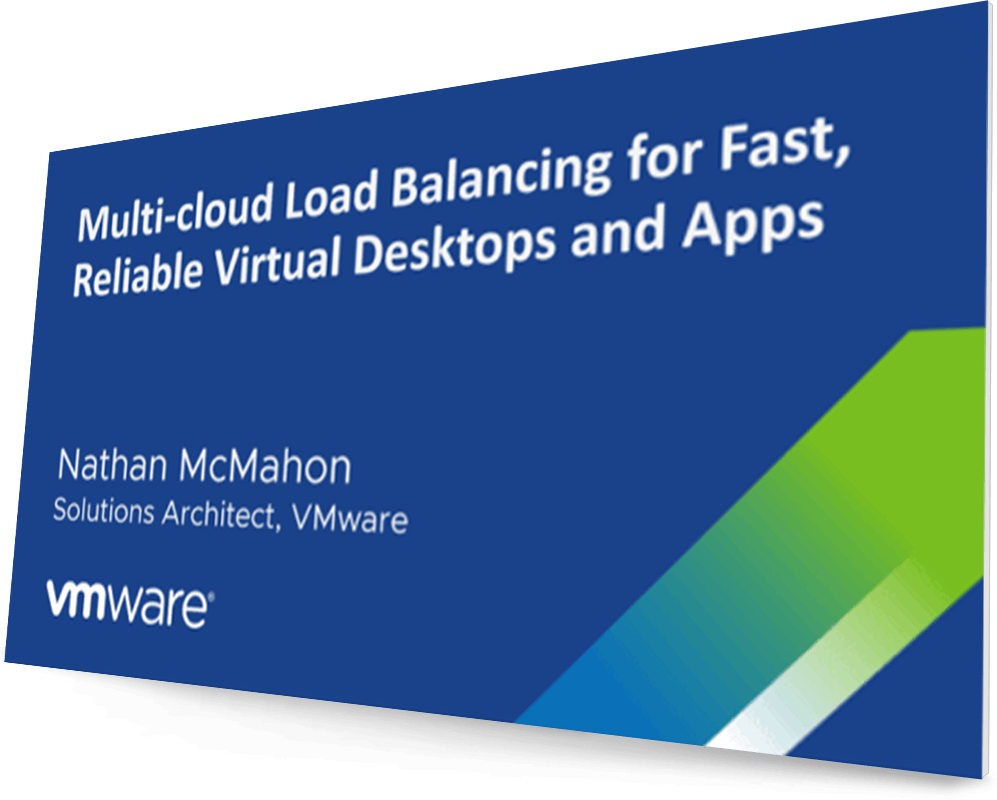 Multi-cloud Load Balancing for Fast,
Reliable Virtual Desktops and Apps
Nathan McMahon
Solutions Architect, VMware
vmware®